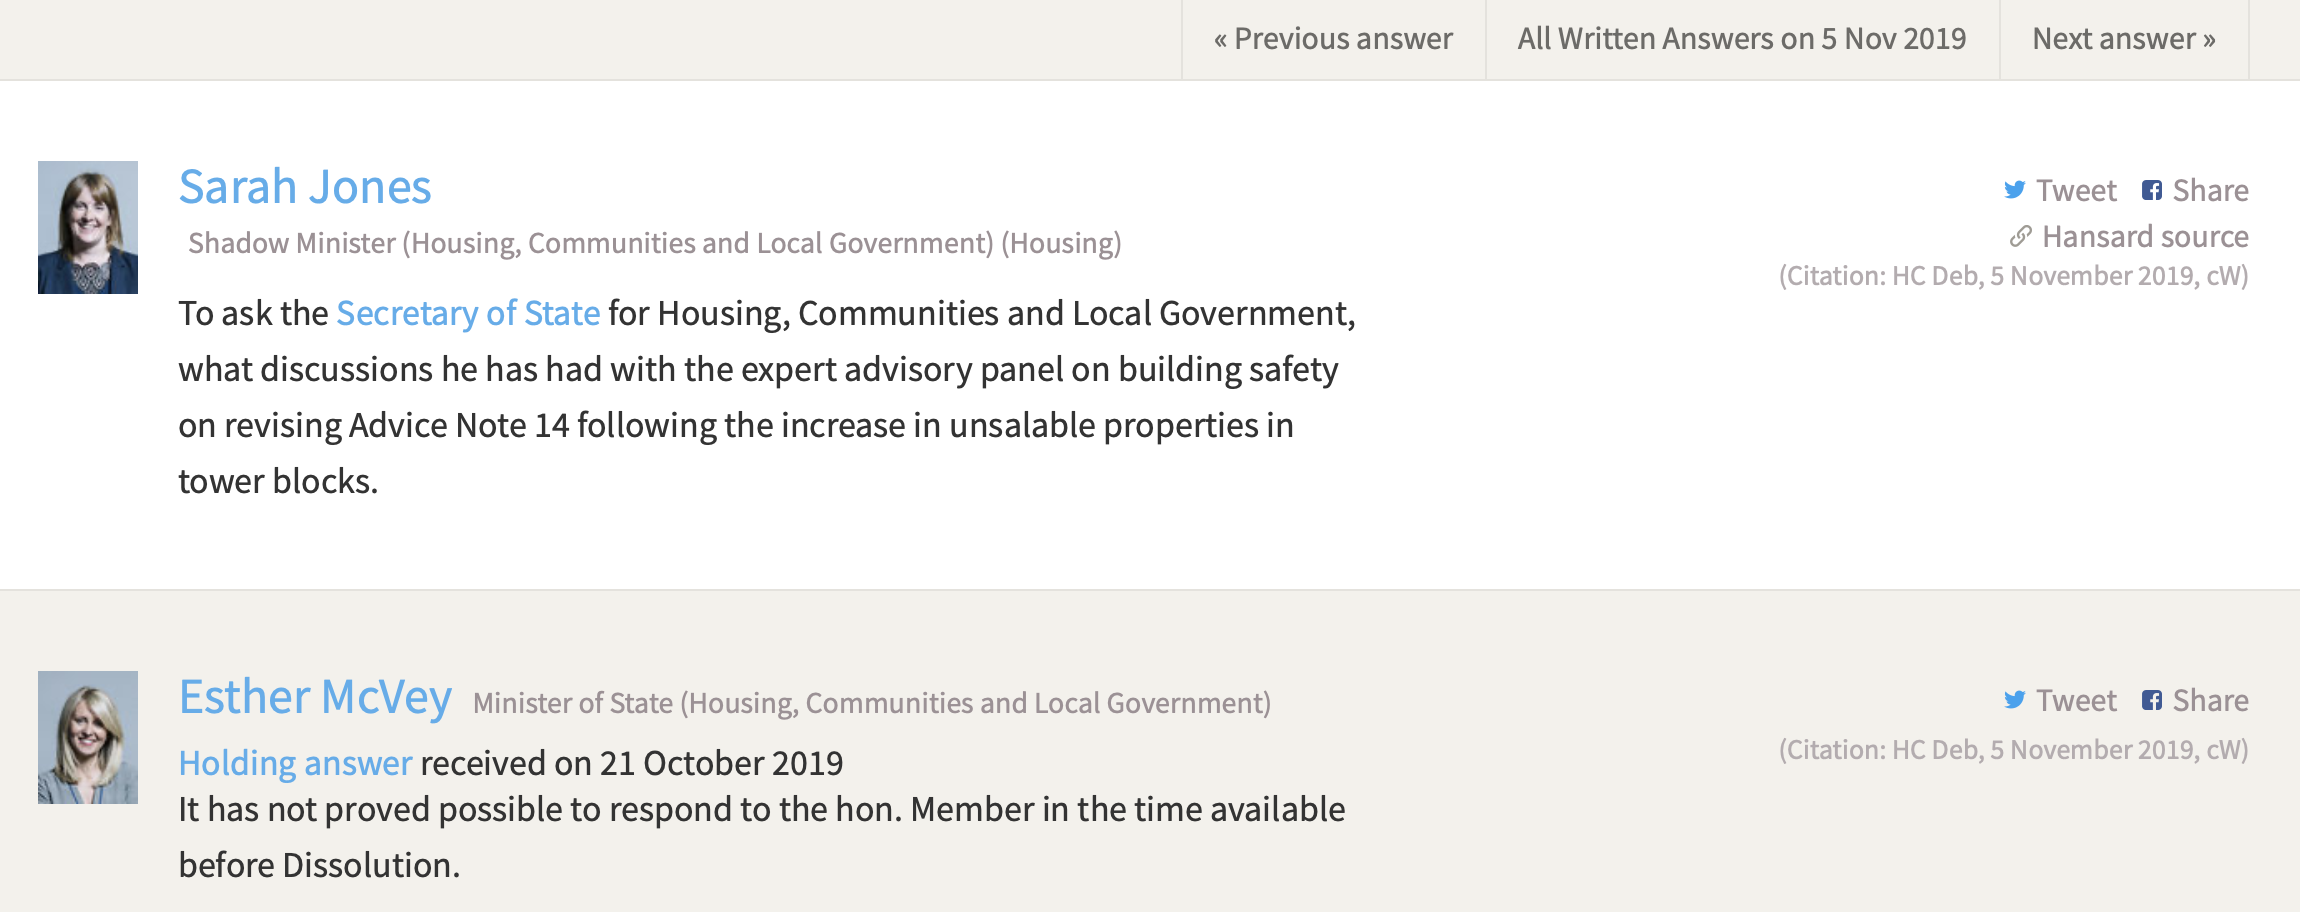 « Previous answer
All Written Answers on 5 Nov 2019
Next answer »
Sarah Jones
Shadow Minister (Housing, Communities and Local Government) (Housing)
To ask the Secretary of State for Housing, Communities and Local Government,
what discussions he has had with the expert advisory panel on building safety
on revising Advice Note 14 following the increase in unsalable properties in
tower blocks.
Tweet Share
Hansard source
(Citation: HC Deb, 5 November 2019, cW)
Esther McVey Minister of State (Housing, Communities and Local Government)
Holding answer received on 21 October 2019
It has not proved possible to respond to the hon. Member in the time available
before Dissolution.
Tweet Share
(Citation: HC Deb, 5 November 2019, cW)